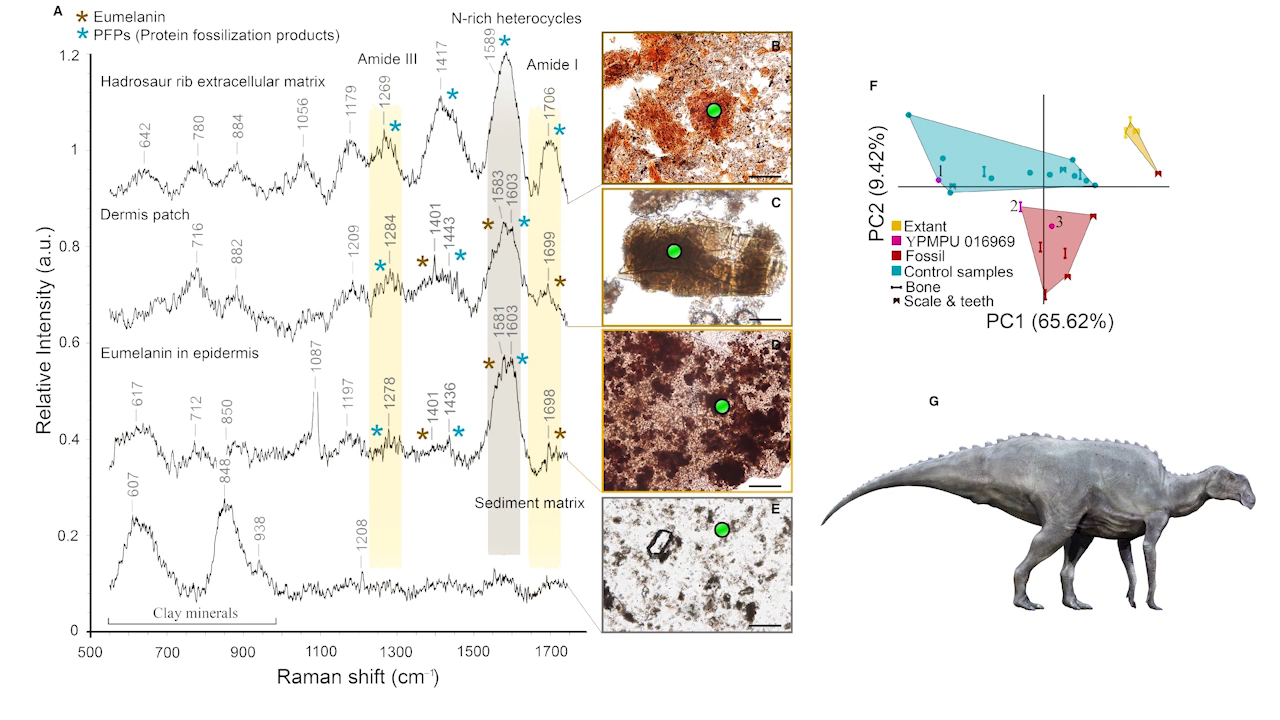 A
* Eumelanin
* PFPs (Protein fossilization products)
N-rich heterocycles
Amide III
Amide I
Relative Intensity (a.u.)
1.2
1
0.8
0.6
0.4
0.2
0
Hadrosaur rib extracellular matrix
642
780
884
1056
1179
1269
1417
1589
1706
Dermis patch
716
882
1209
1284
1401
1443
1583
1603
1699
Eumelanin in epidermis
617
712
850
1087
1197
1278
1401
1436
1581
1603
1698
Sediment matrix
607
848
938
1208
Clay minerals
500
700
900
1100
1300
1500
1700
Raman shift (cm⁻¹)
B
C
D
E
F
PC2 (9.42%)
1
2
3
Extant
YPMPU 016969
Fossil
Control samples
Bone
Scale & teeth
PC1 (65.62%)
G